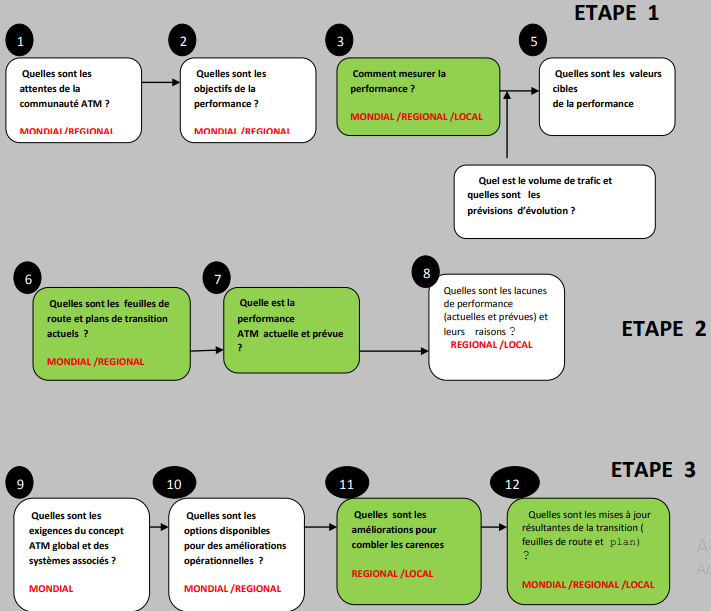 ETAPE 1
1
Quelles sont les
attentes de la
communauté ATM ?
MONDIAL/REGIONAL
2
Quelles sont les
objectifs de la
performance ?
MONDIAL /REGIONAL
3
Comment mesurer la
performance ?
MONDIAL /REGIONAL /LOCAL
5
Quelles sont les valeurs
cibles
de la performance
Quel est le volume de trafic et
quelles sont les
prévisions d'évolution ?
ETAPE 2
6
Quelles sont les feuilles de
route et plans de transition
actuels ?
MONDIAL /REGIONAL
7
Quelle est la
performance
ATM actuelle et prévue
?
8
Quelles sont les lacunes
de performance
(actuelles et prévues) et
leurs raisons ?
REGIONAL /LOCAL
ETAPE 3
9
Quelles sont les
exigences du concept
ATM global et des
systèmes associés ?
MONDIAL
10
Quelles sont les
options disponibles
pour des améliorations
opérationnelles ?
MONDIAL /REGIONAL
11
Quelles sont les
améliorations pour
combler les carences
REGIONAL /LOCAL
12
Quelles sont les mises à jour
résultantes de la transition (
feuilles de route et plan)
?
MONDIAL /REGIONAL /LOCAL